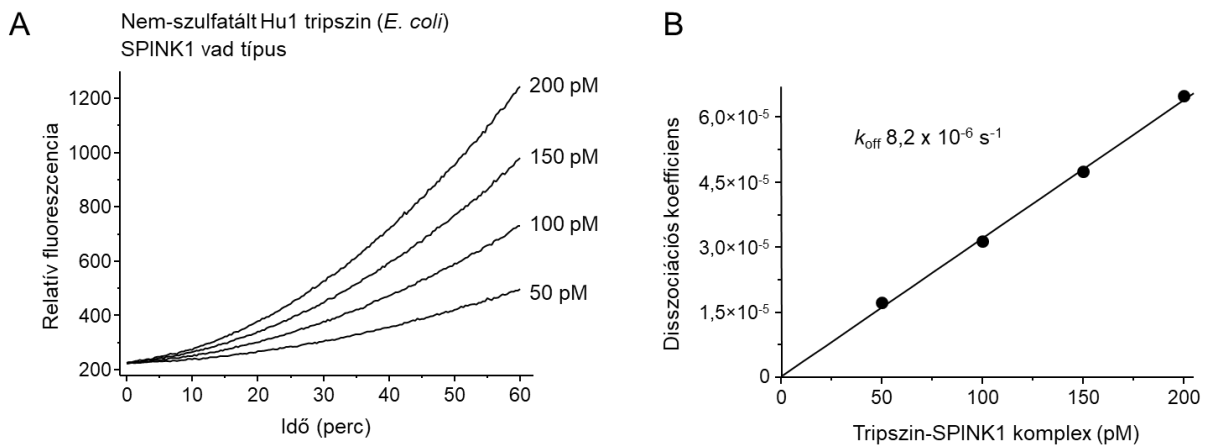 A
Nem-szulfatált Hu1 tripszin (E. coli)
SPINK1 vad típus
Relatív fluoreszcencia
1200
1000
800
600
400
200
200 pM
150 pM
100 pM
50 pM
0
10
20
30
40
50
60
Idő (perc)
B
Disszociációs koefficiens
6,0×10⁻⁵
4,5×10⁻⁵
3,0×10⁻⁵
1,5×10⁻⁵
0
k_off 8,2 x 10⁻⁶ s⁻¹
0
50
100
150
200
Tripszin-SPINK1 komplex (pM)